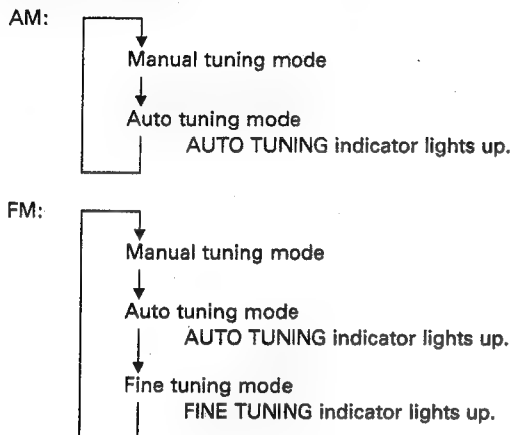 AM:
Manual tuning mode
Auto tuning mode
AUTO TUNING indicator lights up.
FM:
Manual tuning mode
Auto tuning mode
AUTO TUNING indicator lights up.
Fine tuning mode
FINE TUNING indicator lights up.